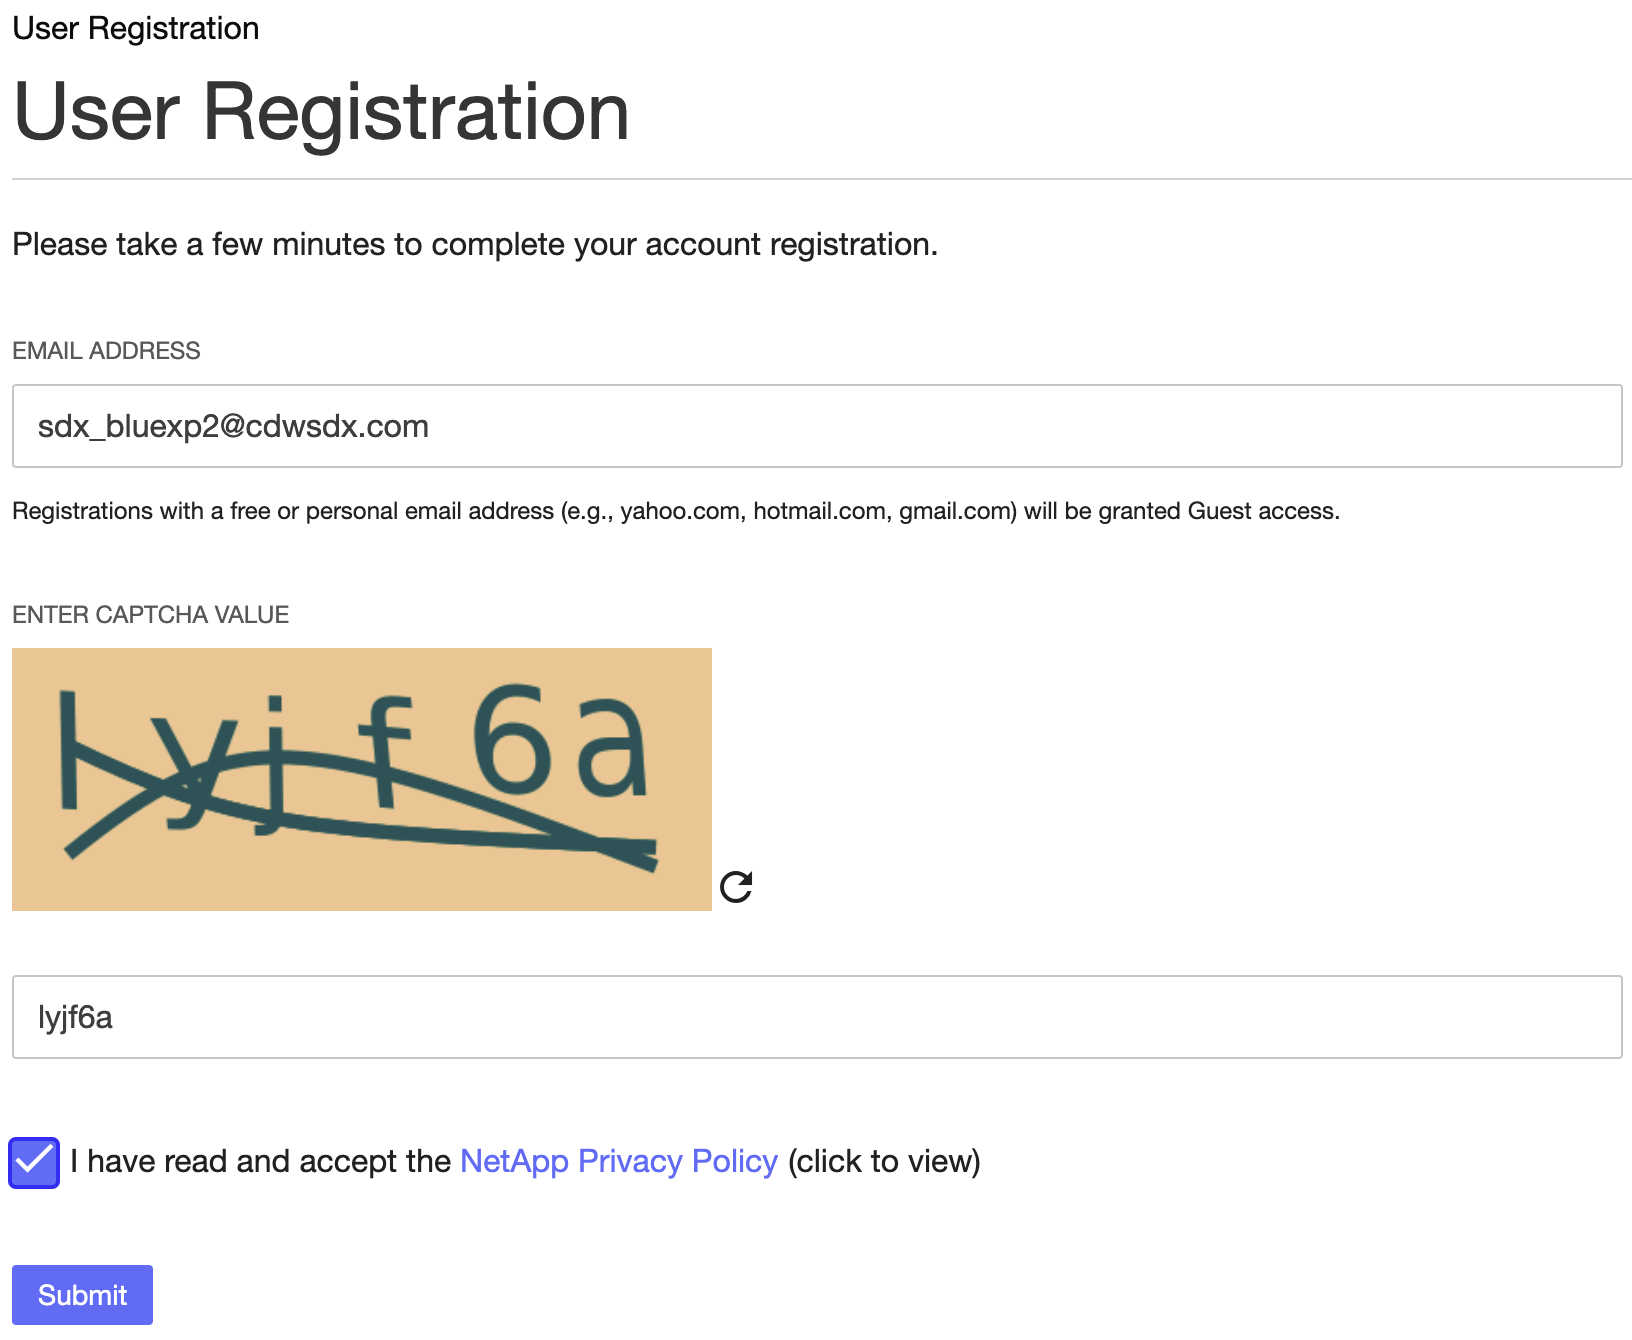 User Registration
User Registration
Please take a few minutes to complete your account registration.
EMAIL ADDRESS
sdx_bluexp2@cdwsdx.com
Registrations with a free or personal email address (e.g., yahoo.com, hotmail.com, gmail.com) will be granted Guest access.
ENTER CAPTCHA VALUE
lyjf6a
lyjf6a
I have read and accept the NetApp Privacy Policy (click to view)
Submit